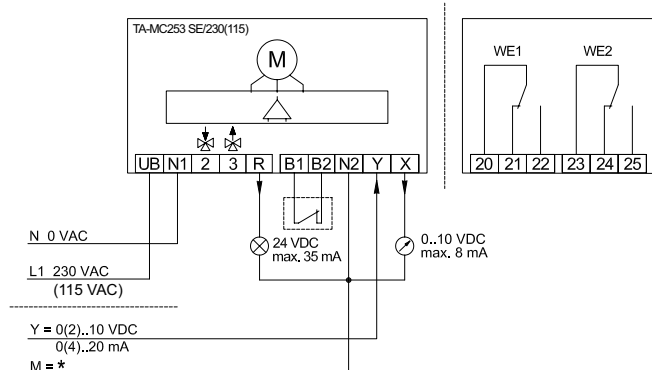 TA-MC253 SE/230(115)
M
UB N1 2 3 R B1 B2 N2 Y X
WE1 WE2
20 21 22 23 24 25
N 0 VAC
24 VDC
max. 35 mA
0..10 VDC
max. 8 mA
L1 230 VAC
(115 VAC)
Y = 0(2)..10 VDC
0(4)..20 mA
M = *